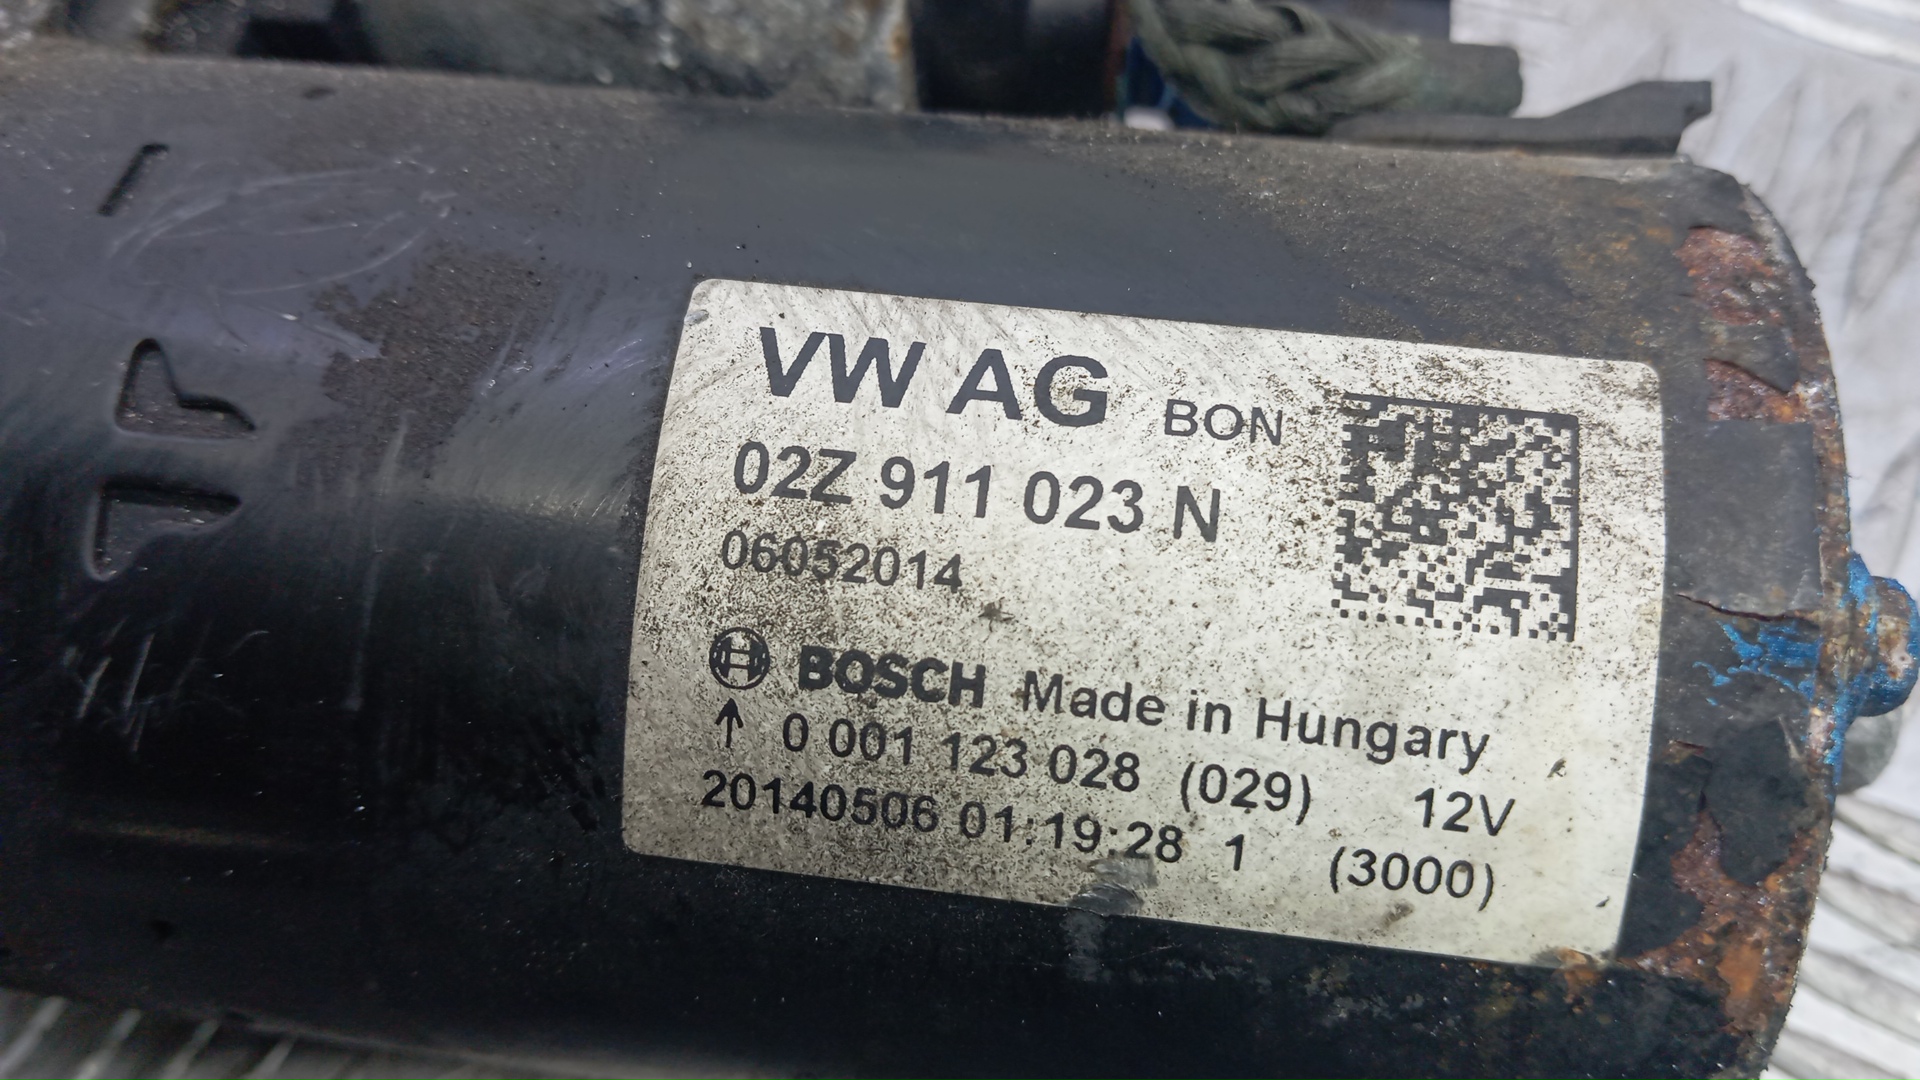 VW AG BON
02Z 911 023 N
06052014
BOSCH Made in Hungary
↑ 0 001 123 028 (029) 12V
20140506 01:19:28 1 (3000)